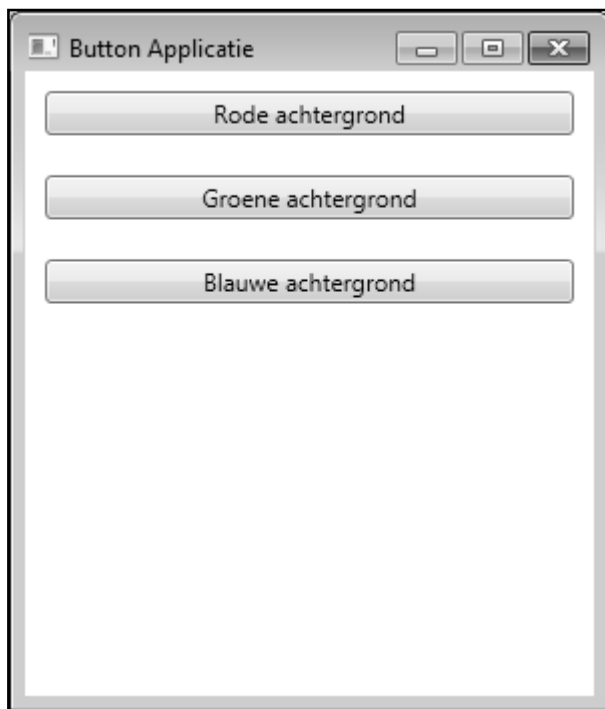 Button Applicatie
Rode achtergrond
Groene achtergrond
Blauwe achtergrond